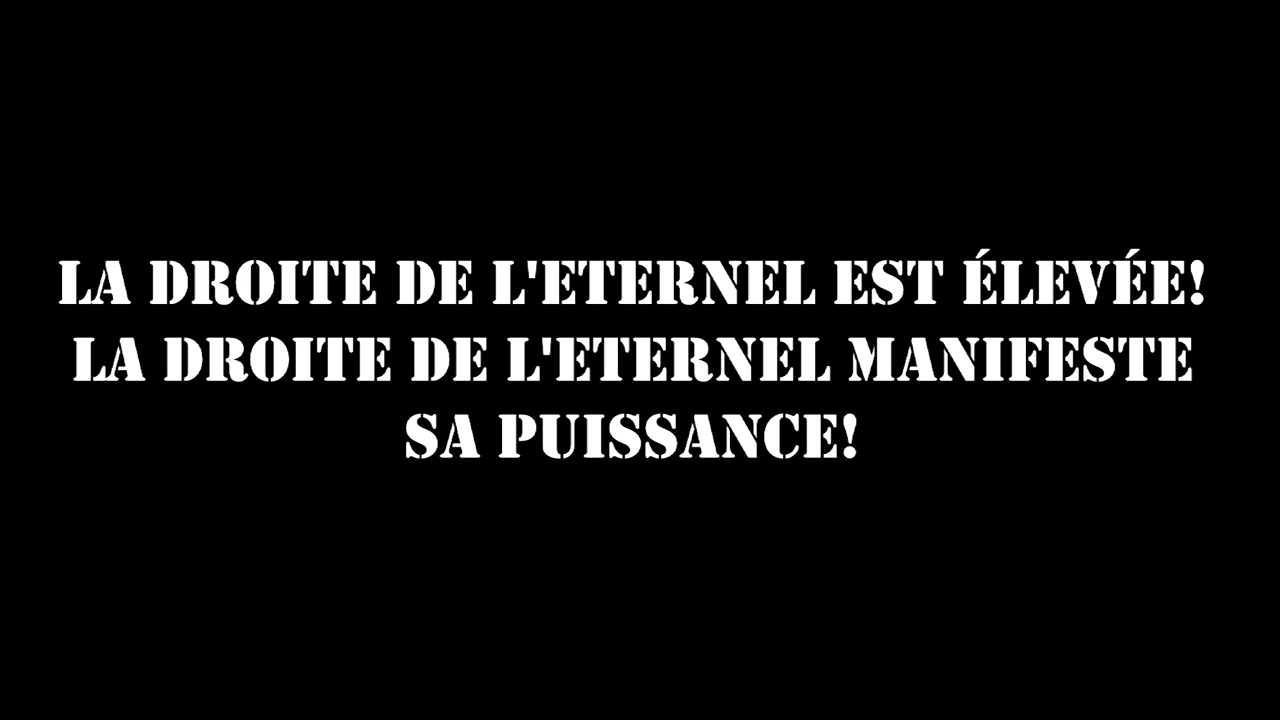 LA DROITE DE L'ETERNEL EST ÉLEVÉE!
LA DROITE DE L'ETERNEL MANIFESTE
SA PUISSANCE!